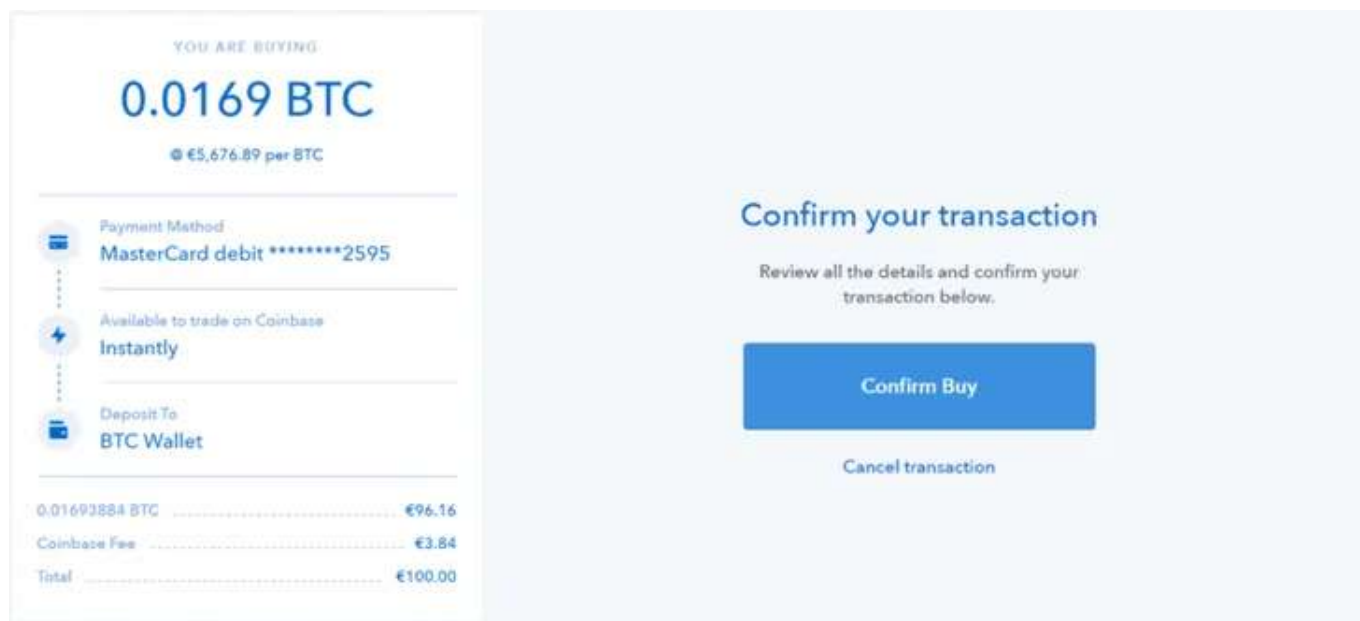 YOU ARE BUYING
0.0169 BTC
@ €5,676.89 per BTC
Payment Method
MasterCard debit ********2595
Available to trade on Coinbase
Instantly
Deposit To
BTC Wallet
0.01693884 BTC €96.16
Coinbase Fee €3.84
Total €100.00
Confirm your transaction
Review all the details and confirm your
transaction below.
Confirm Buy
Cancel transaction